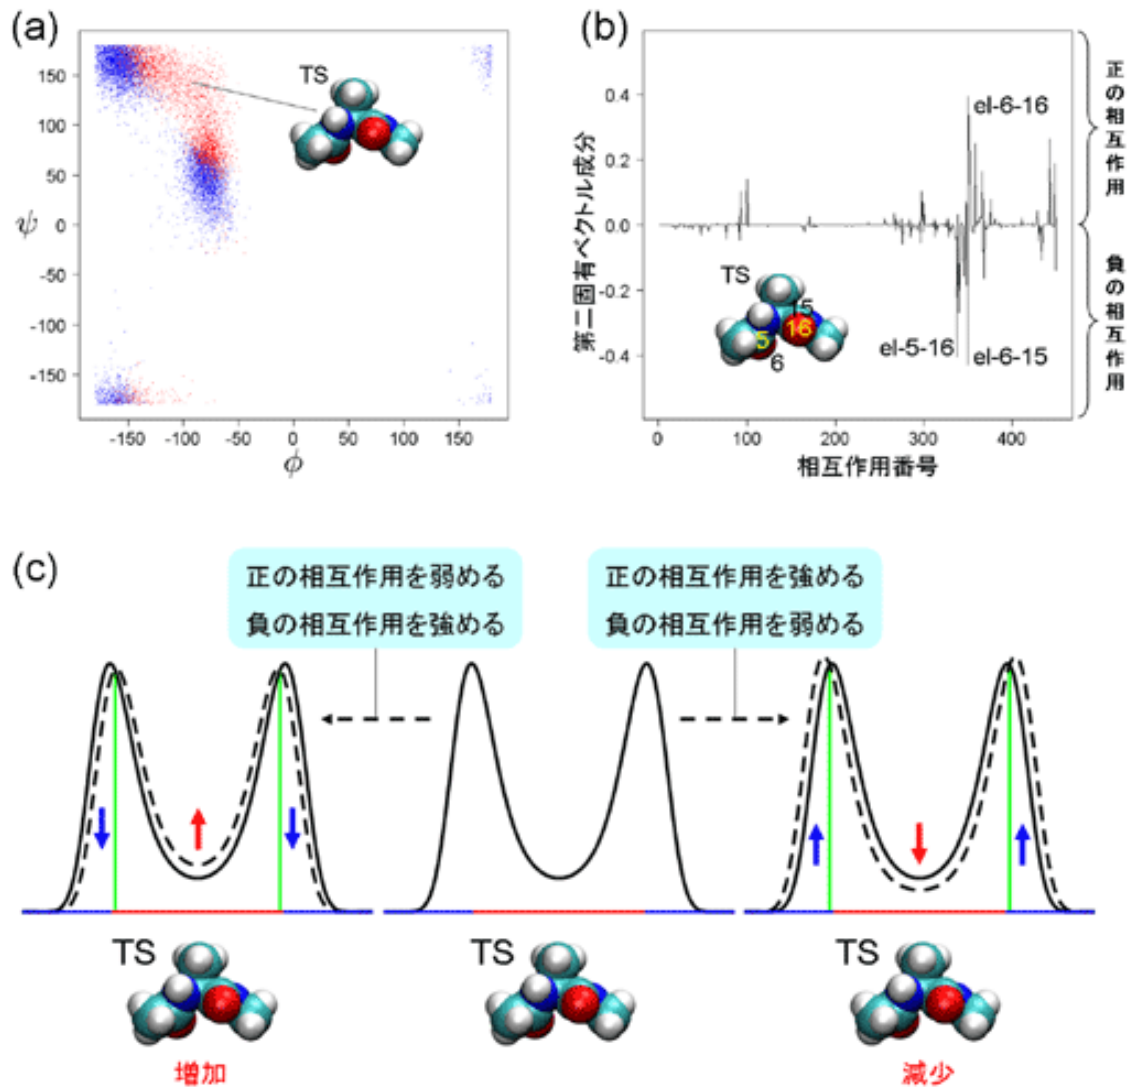 (a)
150
100
50
0
-50
-100
-150
ψ
TS
-150
-100
-50
0
50
100
150
ϕ
(b)
第二固有ベクトル成分
0.4
0.2
0.0
-0.2
-0.4
el-6-16
TS
15
16
5
6
el-5-16
el-6-15
0
100
200
300
400
相互作用番号
正の相互作用
負の相互作用
(c)
正の相互作用を弱める
負の相互作用を強める
正の相互作用を強める
負の相互作用を弱める
TS
TS
TS
増加
減少